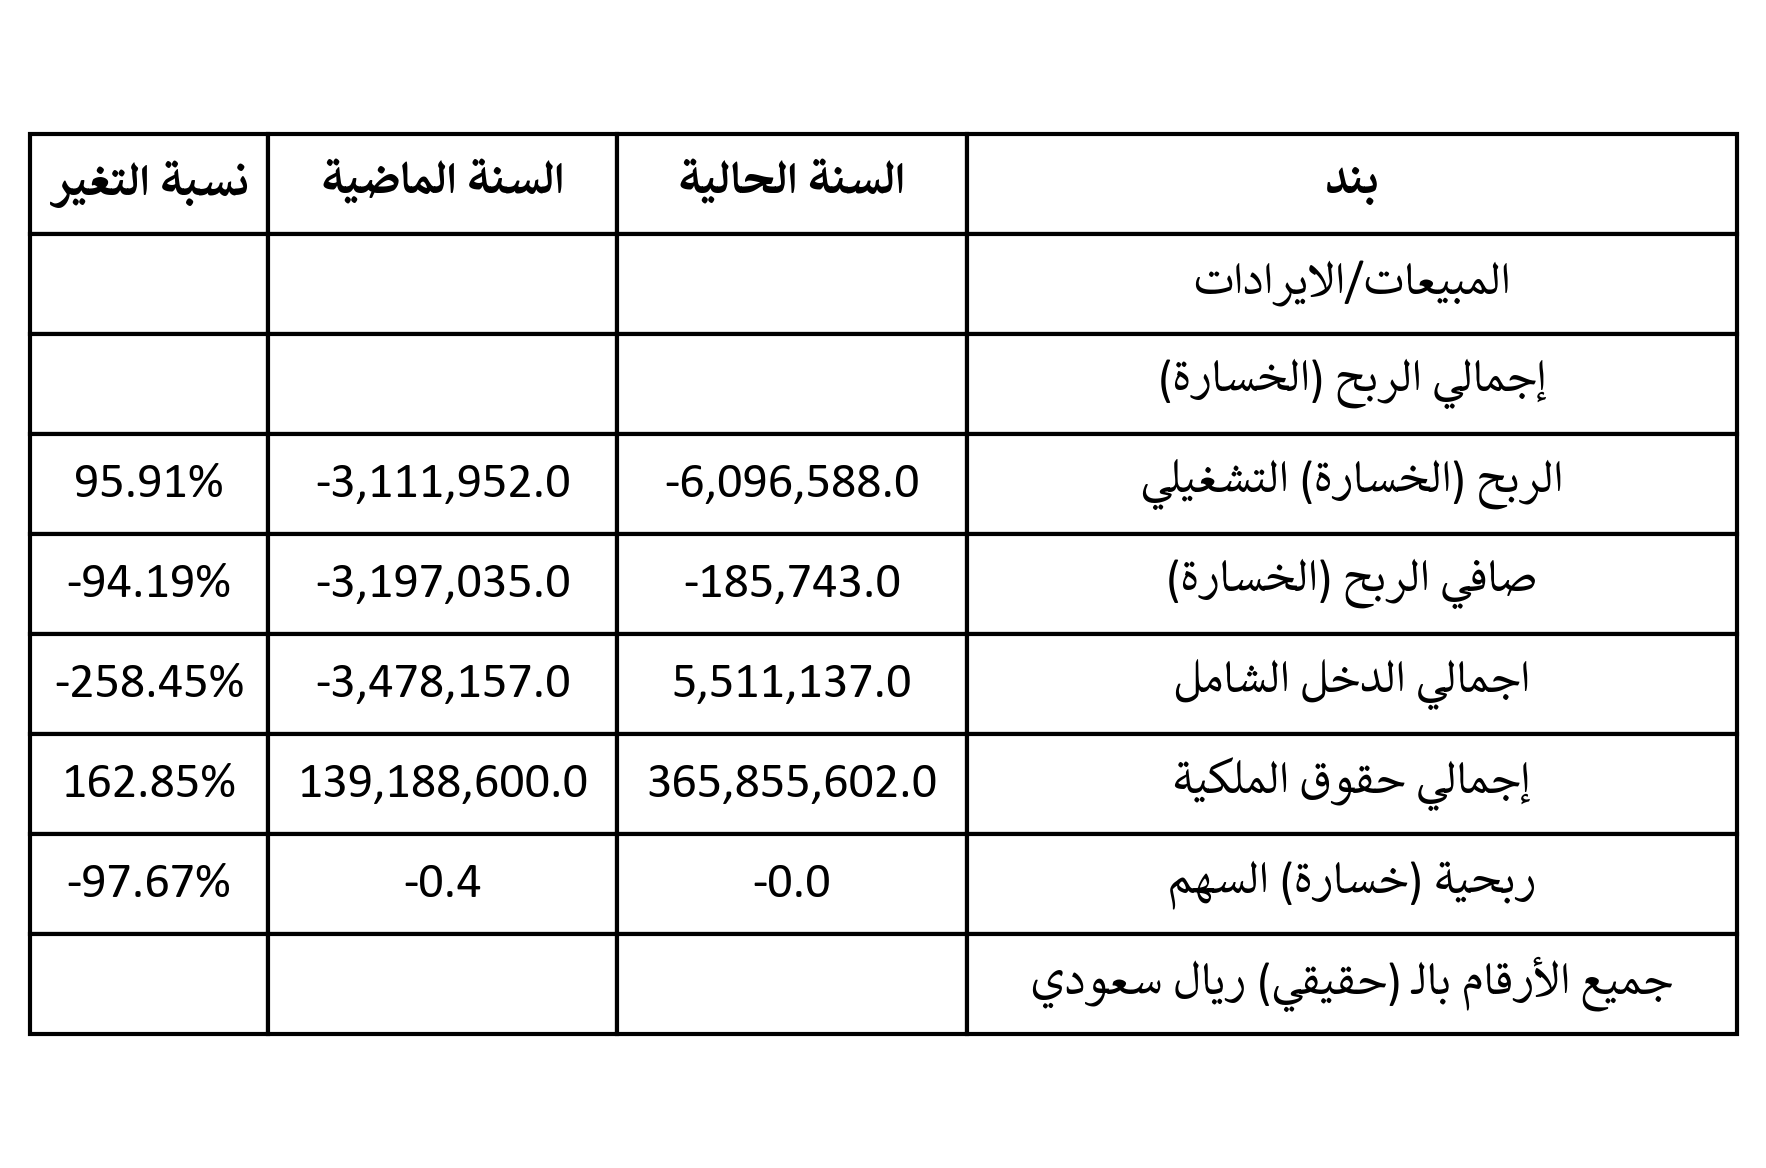 بند السنة الحالية السنة الماضية نسبة التغير
المبيعات/الايرادات
إجمالي الربح (الخسارة)
الربح (الخسارة) التشغيلي -6,096,588.0 -3,111,952.0 95.91%
صافي الربح (الخسارة) -185,743.0 -3,197,035.0 -94.19%
اجمالي الدخل الشامل 5,511,137.0 -3,478,157.0 -258.45%
إجمالي حقوق الملكية 365,855,602.0 139,188,600.0 162.85%
ربحية (خسارة) السهم -0.0 -0.4 -97.67%
جميع الأرقام بالـ (حقيقي) ريال سعودي